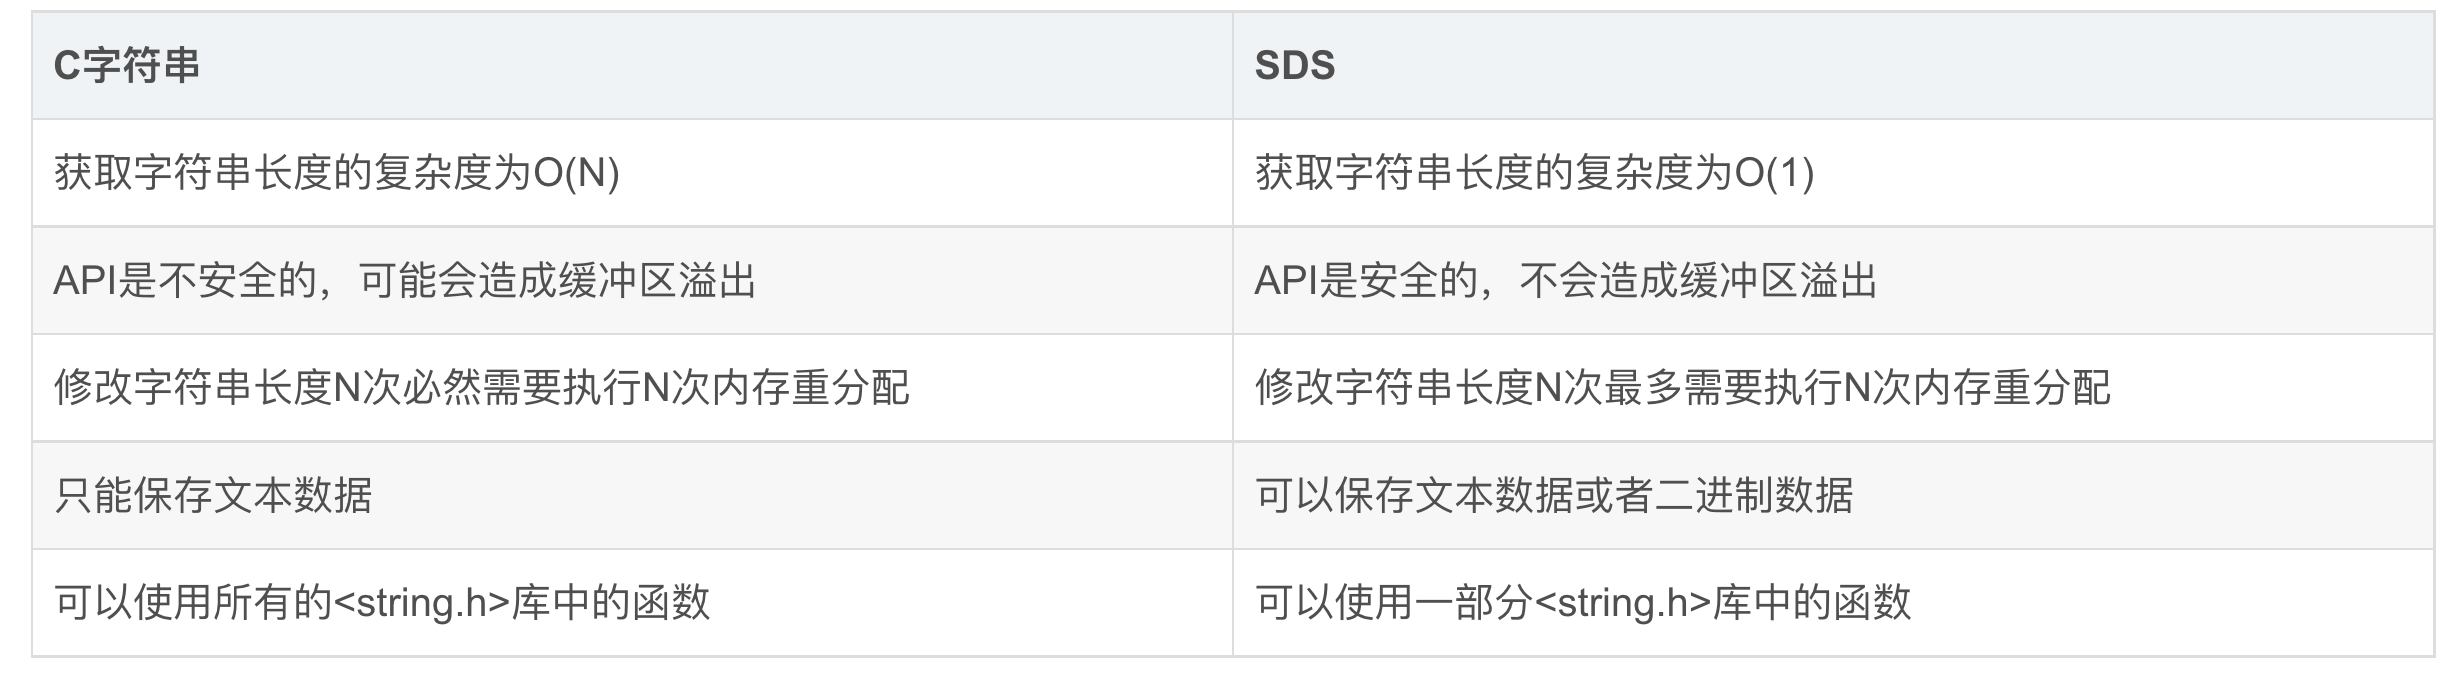 C字符串 SDS
获取字符串长度的复杂度为O(N) 获取字符串长度的复杂度为O(1)
API是不安全的，可能会造成缓冲区溢出 API是安全的，不会造成缓冲区溢出
修改字符串长度N次必然需要执行N次内存重分配 修改字符串长度N次最多需要执行N次内存重分配
只能保存文本数据 可以保存文本数据或者二进制数据
可以使用所有的<string.h>库中的函数 可以使用一部分<string.h>库中的函数